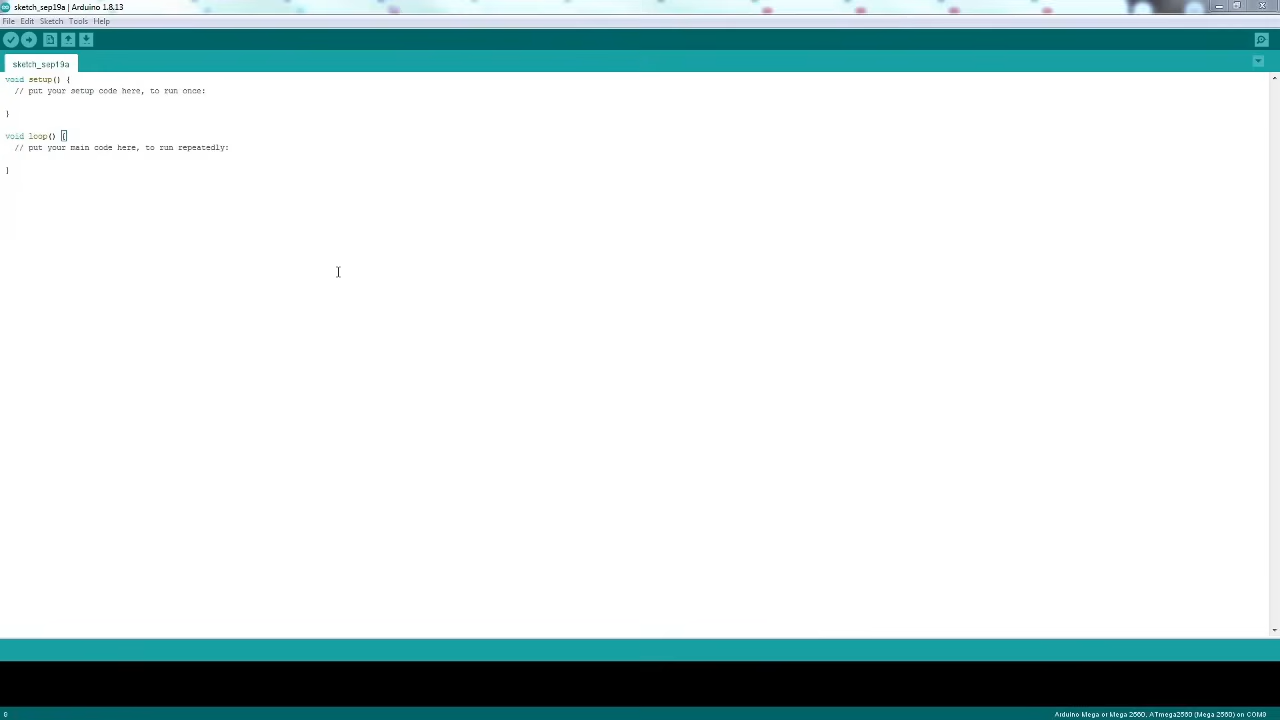 sketch_sep19a | Arduino 1.8.13
File Edit Sketch Tools Help
sketch_sep19a
void setup() {
  // put your setup code here, to run once:
}
void loop() {
  // put your main code here, to run repeatedly:
}
Arduino Mega or Mega 2560, ATmega2560 (Mega 2560) on COM8